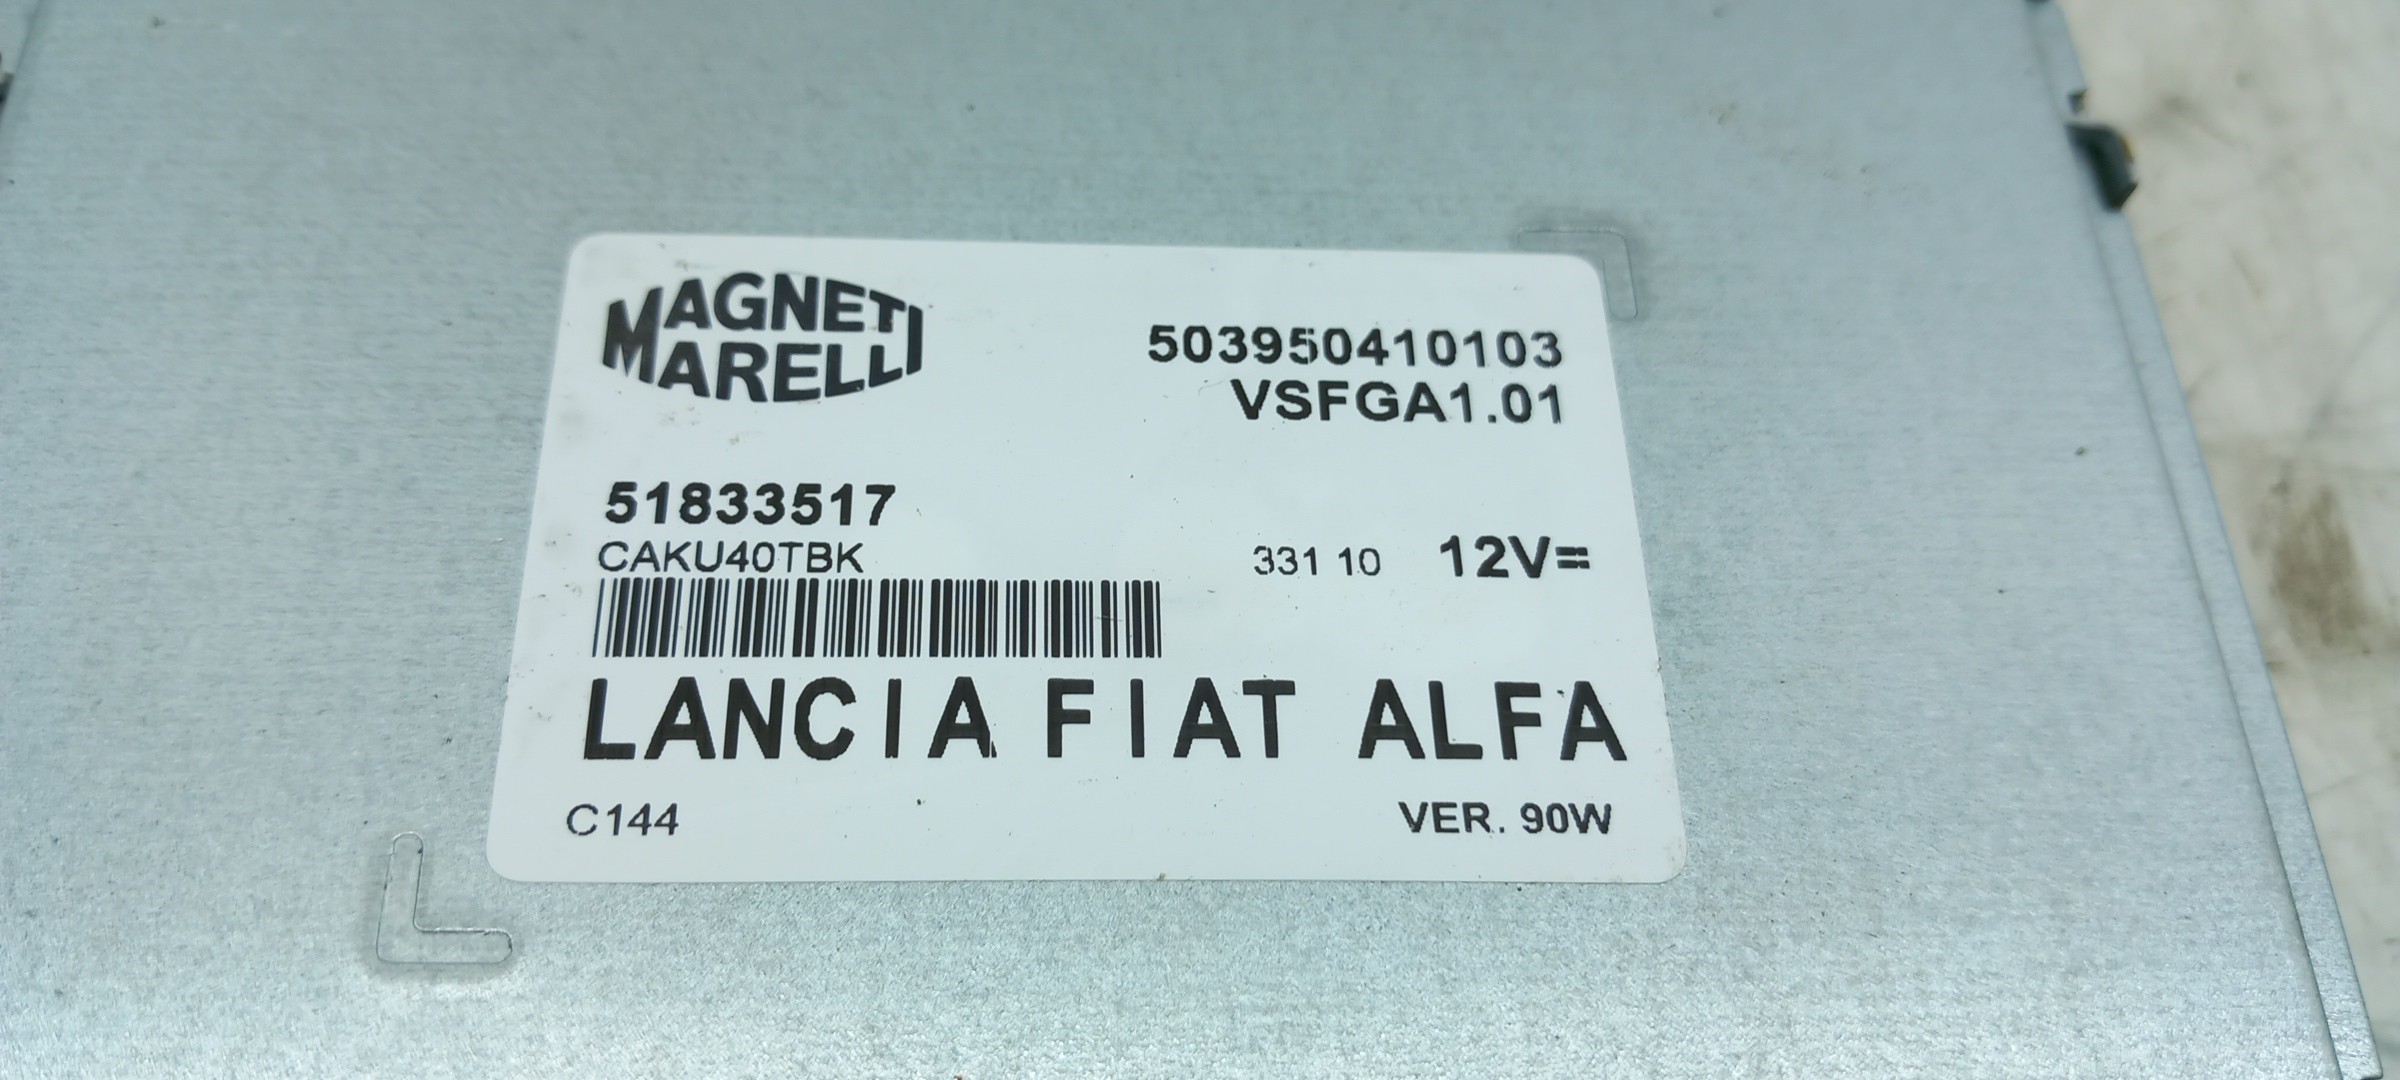 MAGNETI
MARELLI
503950410103
VSFGA1.01
51833517
CAKU40TBK
331 10 12V=
LANCIA FIAT ALFA
C144 VER. 90W